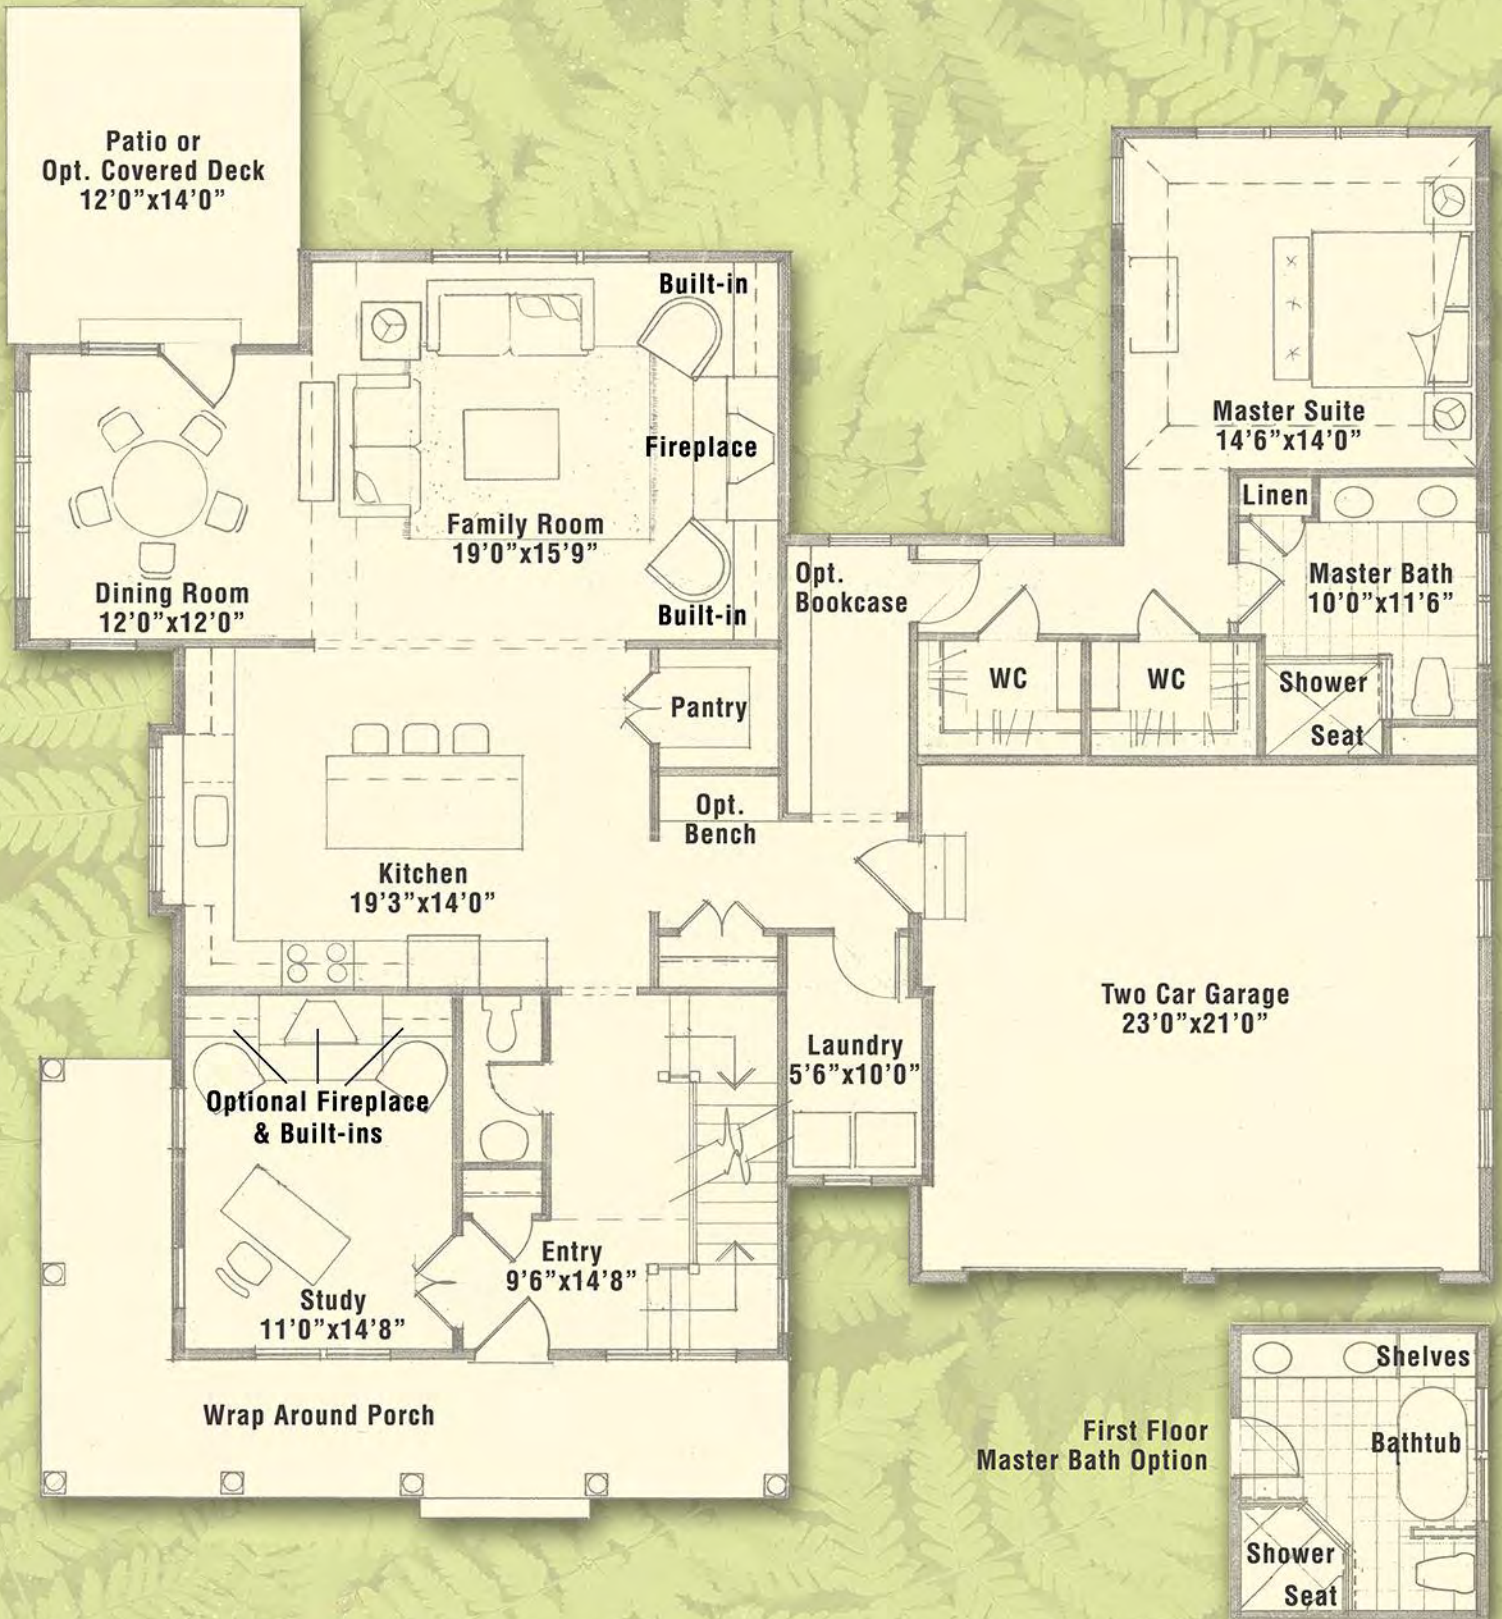 Patio or
Opt. Covered Deck
12’0”x14’0”
Built-in
Fireplace
Family Room
19’0”x15’9”
Built-in
Dining Room
12’0”x12’0”
Master Suite
14’6”x14’0”
Linen
Master Bath
10’0”x11’6”
Opt.
Bookcase
WC
WC
Shower
Seat
Pantry
Opt.
Bench
Kitchen
19’3”x14’0”
Two Car Garage
23’0”x21’0”
Laundry
5’6”x10’0”
Optional Fireplace
& Built-ins
Entry
9’6”x14’8”
Study
11’0”x14’8”
Wrap Around Porch
First Floor
Master Bath Option
Shelves
Bathtub
Shower
Seat